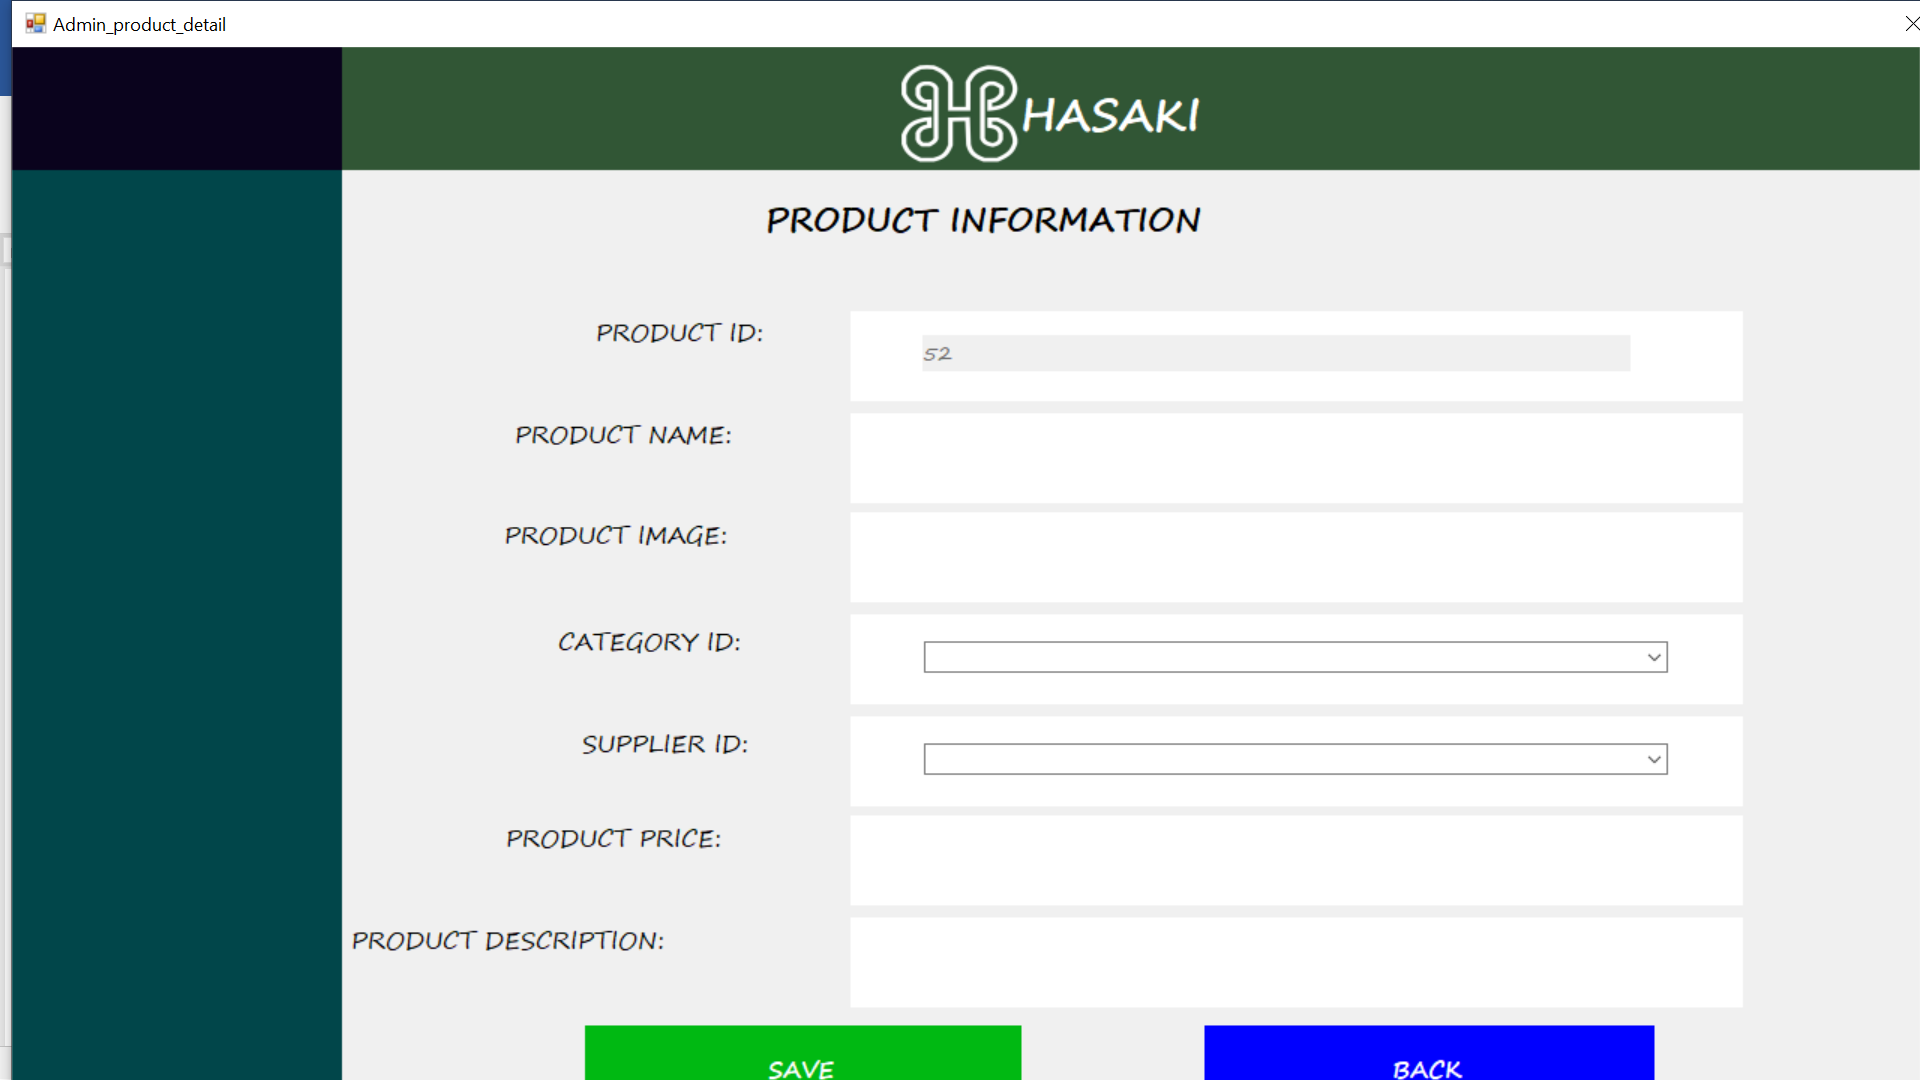 Admin_product_detail
HASAKI
PRODUCT INFORMATION
PRODUCT ID:
52
PRODUCT NAME:
PRODUCT IMAGE:
CATEGORY ID:
SUPPLIER ID:
PRODUCT PRICE:
PRODUCT DESCRIPTION:
SAVE
BACK